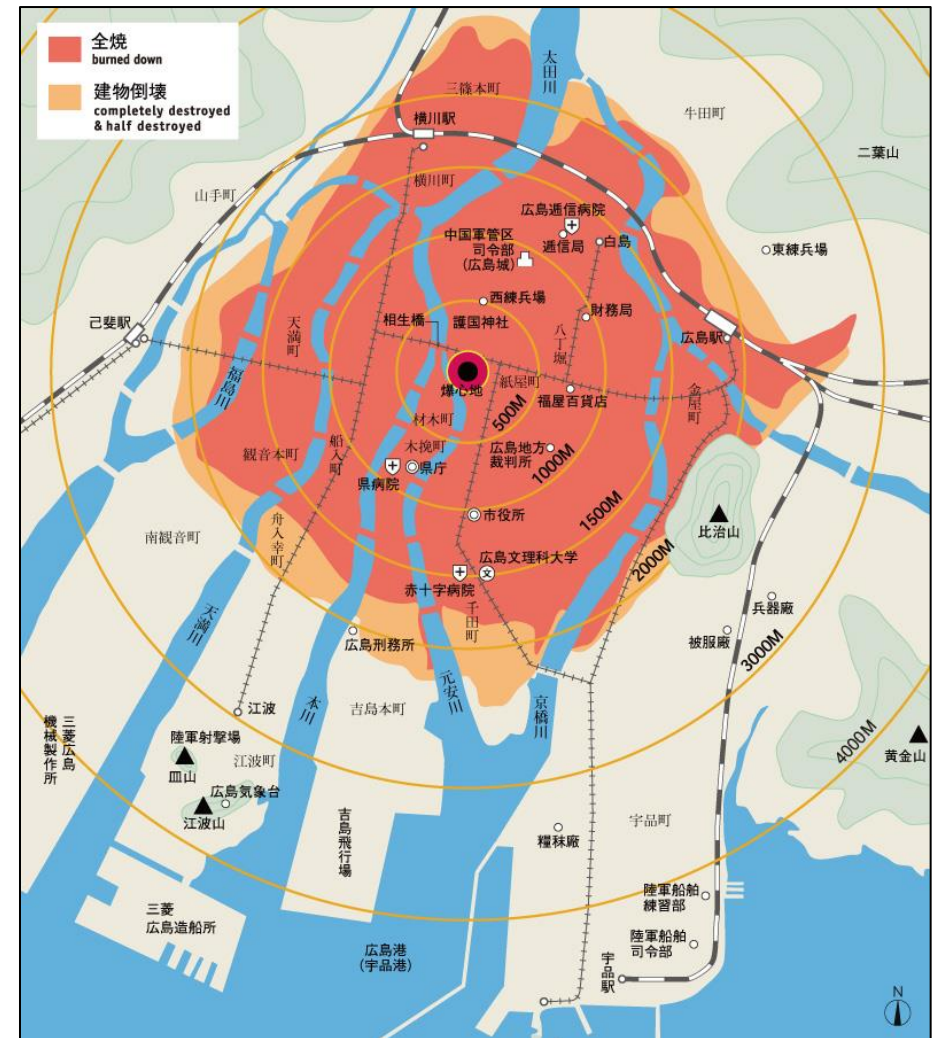 全焼
burned down
建物倒壊
completely destroyed
& half destroyed
太田川
三篠本町
牛田町
横川駅
二葉山
山手町
横川町
広島逓信病院
中国軍管区
司令部
(広島城)
逓信局
白島
東練兵場
西練兵場
財務局
相生橋
護国神社
己斐駅
天満町
八丁堀
広島駅
福島川
爆心地
紙屋町
福屋百貨店
金屋町
500M
材木町
船入町
木挽町
広島地方
裁判所
観音本町
県庁
県病院
1000M
市役所
1500M
比治山
南観音町
舟入幸町
広島文理科大学
2000M
赤十字病院
千田町
兵器廠
天満川
広島刑務所
被服廠
3000M
元安川
京橋川
本川
江波
吉島本町
三菱広島
機械製作所
陸軍射撃場
皿山
江波町
4000M
黄金山
広島気象台
江波山
吉島飛行場
宇品町
糧秣廠
陸軍船舶
練習部
三菱
広島造船所
陸軍船舶
司令部
広島港
(宇品港)
宇品駅
N